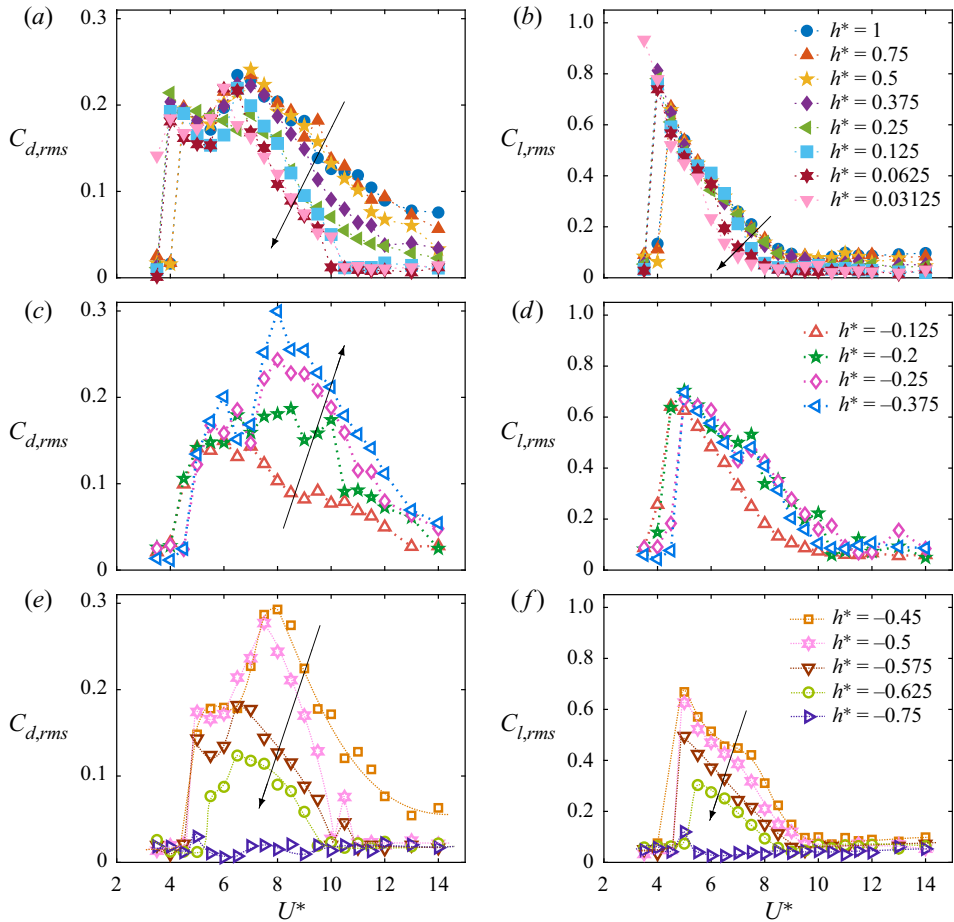 (a)
0.3
0.2
0.1
0
C_d,rms
(b)
1.0
0.8
0.6
0.4
0.2
0
C_l,rms
h* = 1
h* = 0.75
h* = 0.5
h* = 0.375
h* = 0.25
h* = 0.125
h* = 0.0625
h* = 0.03125
(c)
0.3
0.2
0.1
0
C_d,rms
(d)
1.0
0.8
0.6
0.4
0.2
0
C_l,rms
h* = –0.125
h* = –0.2
h* = –0.25
h* = –0.375
(e)
0.3
0.2
0.1
0
C_d,rms
2 4 6 8 10 12 14
U*
(f)
1.0
0.8
0.6
0.4
0.2
0
C_l,rms
h* = –0.45
h* = –0.5
h* = –0.575
h* = –0.625
h* = –0.75
2 4 6 8 10 12 14
U*